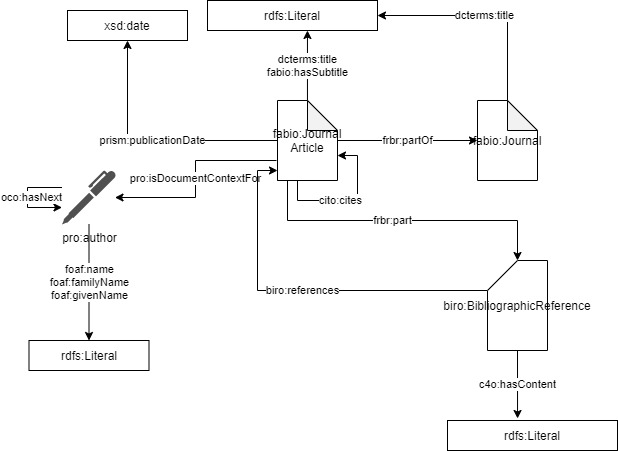 xsd:date
rdfs:Literal
dcterms:title
dcterms:title
fabio:hasSubtitle
prism:publicationDate
fabio:Journal
Article
frbr:partOf
fabio:Journal
pro:isDocumentContextFor
oco:hasNext
cito:cites
pro:author
frbr:part
foaf:name
foaf:familyName
foaf:givenName
biro:references
biro:BibliographicReference
rdfs:Literal
c4o:hasContent
rdfs:Literal